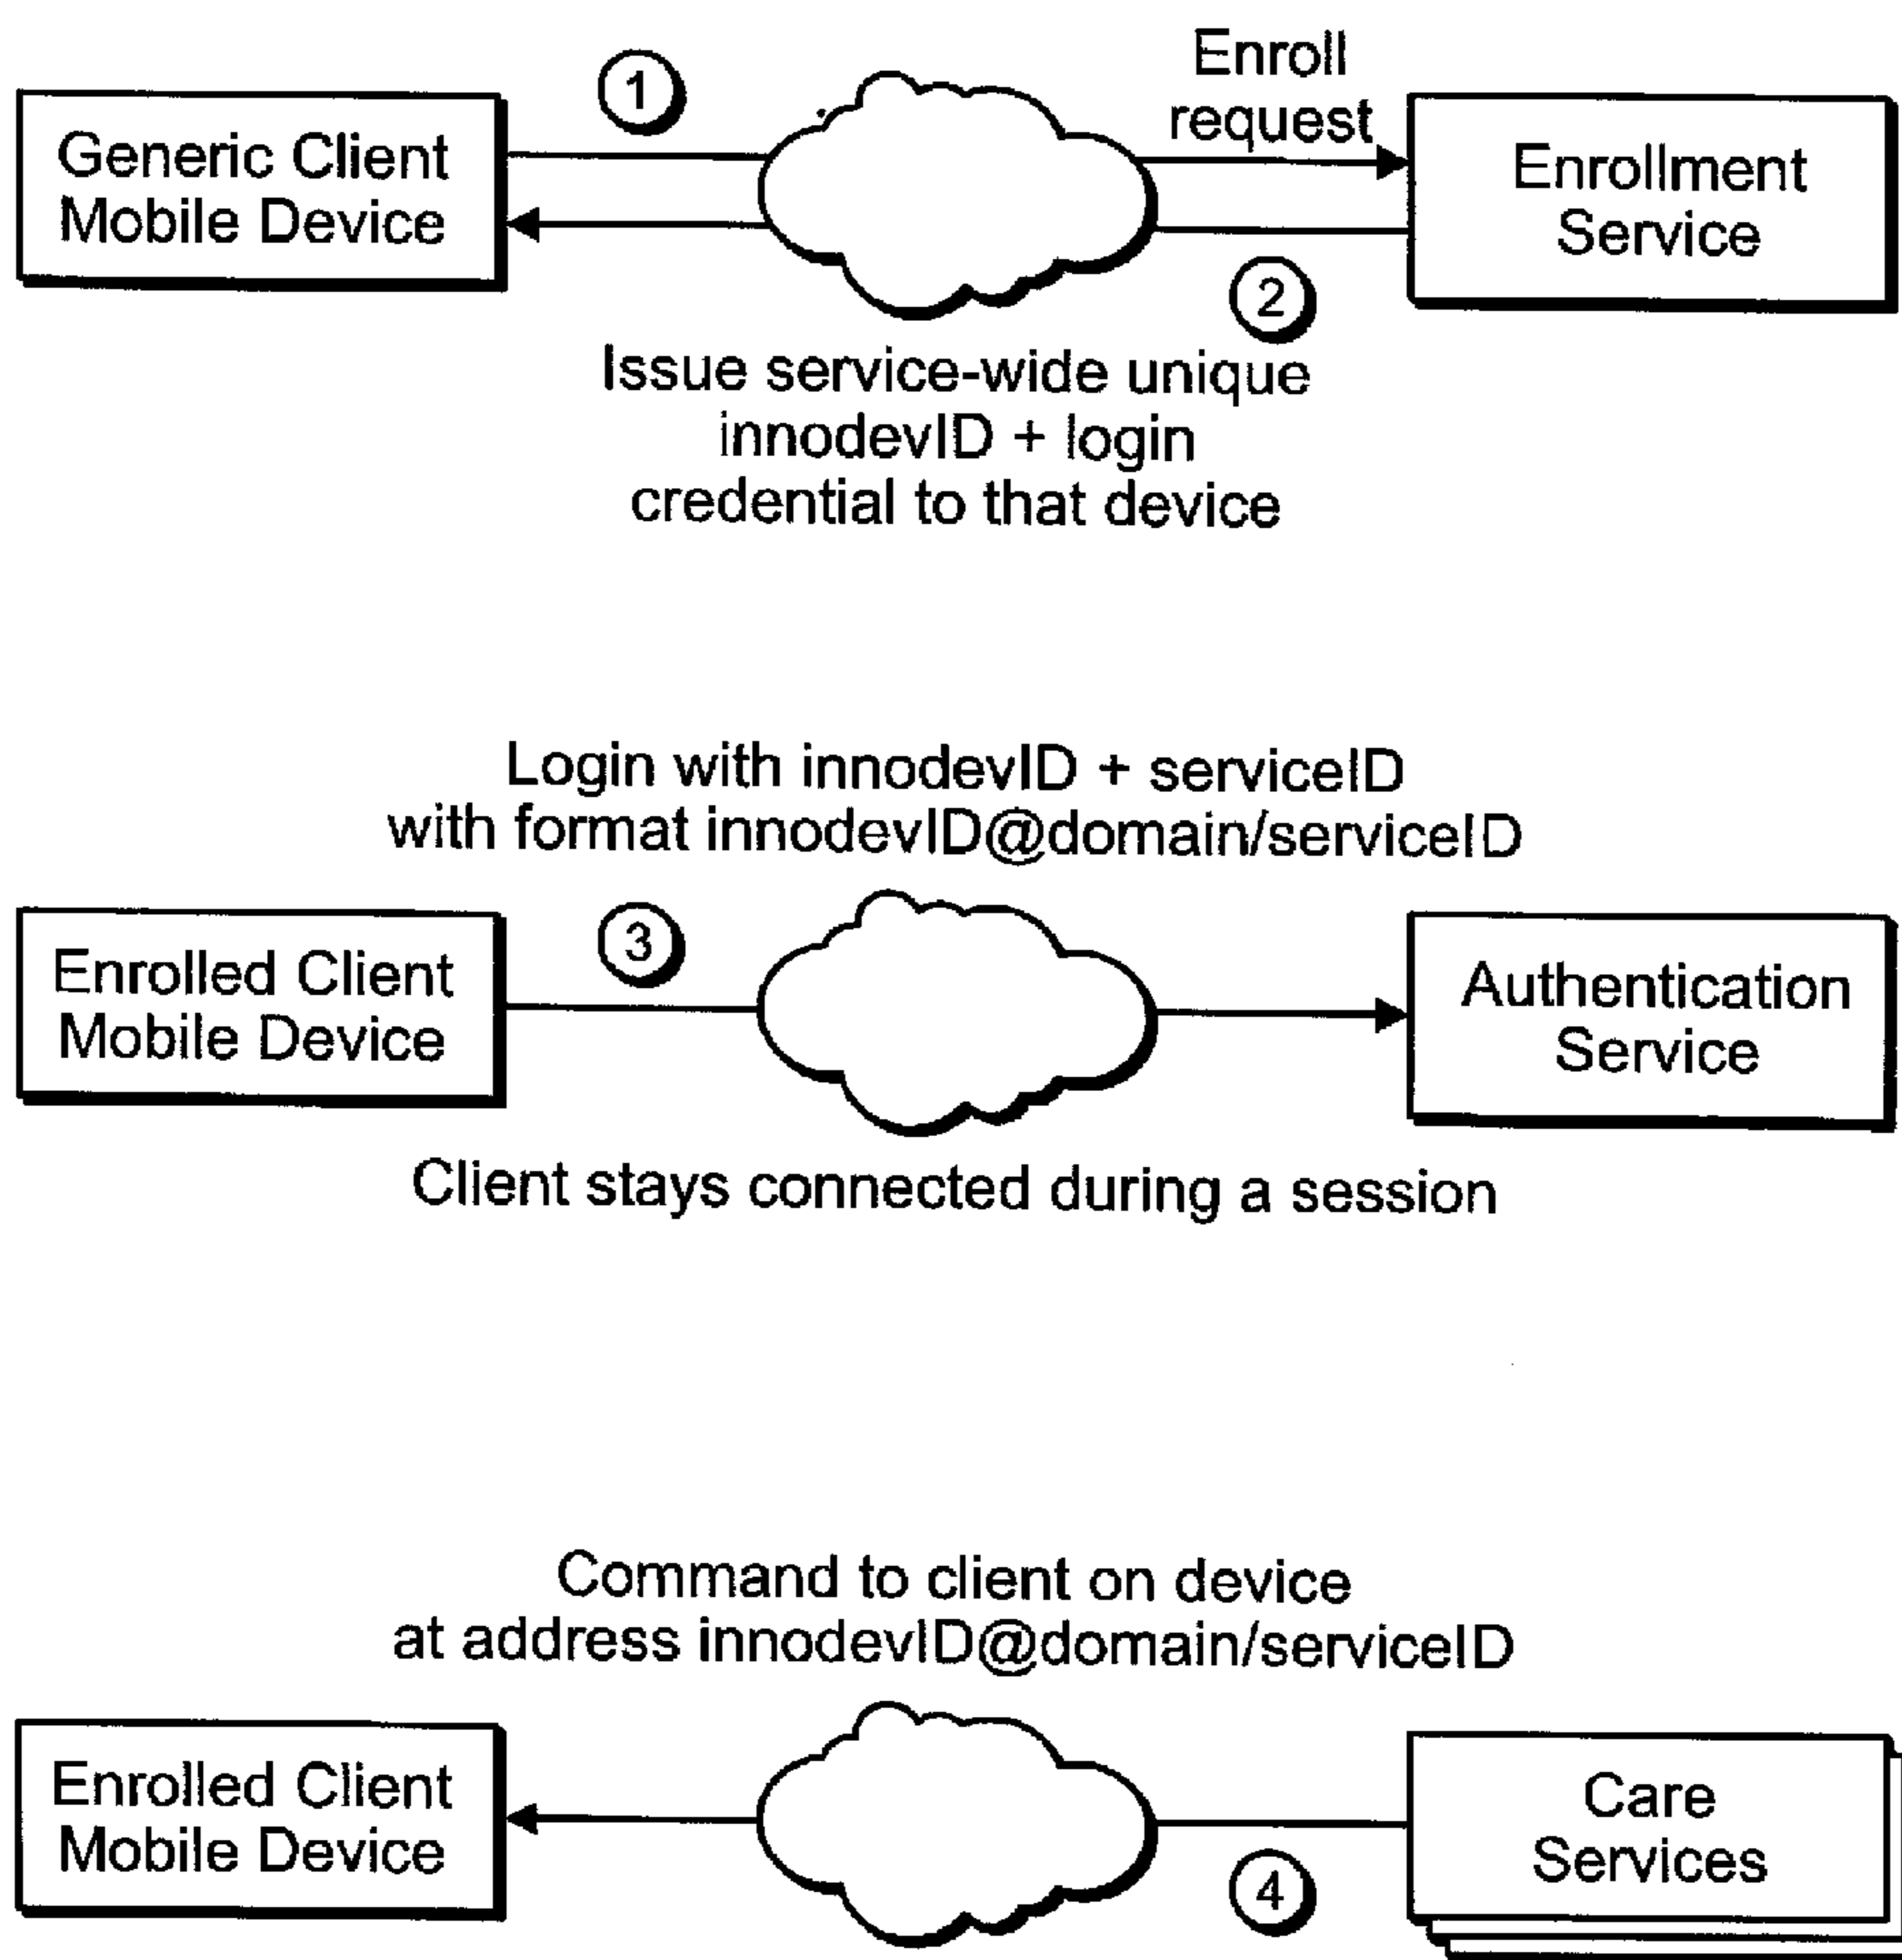 1
Enroll
request
Generic Client
Mobile Device
Enrollment
Service
2
Issue service-wide unique
innodevID + login
credential to that device
Login with innodevID + serviceID
with format innodevID@domain/serviceID
3
Enrolled Client
Mobile Device
Authentication
Service
Client stays connected during a session
Command to client on device
at address innodevID@domain/serviceID
Enrolled Client
Mobile Device
Care
Services
4